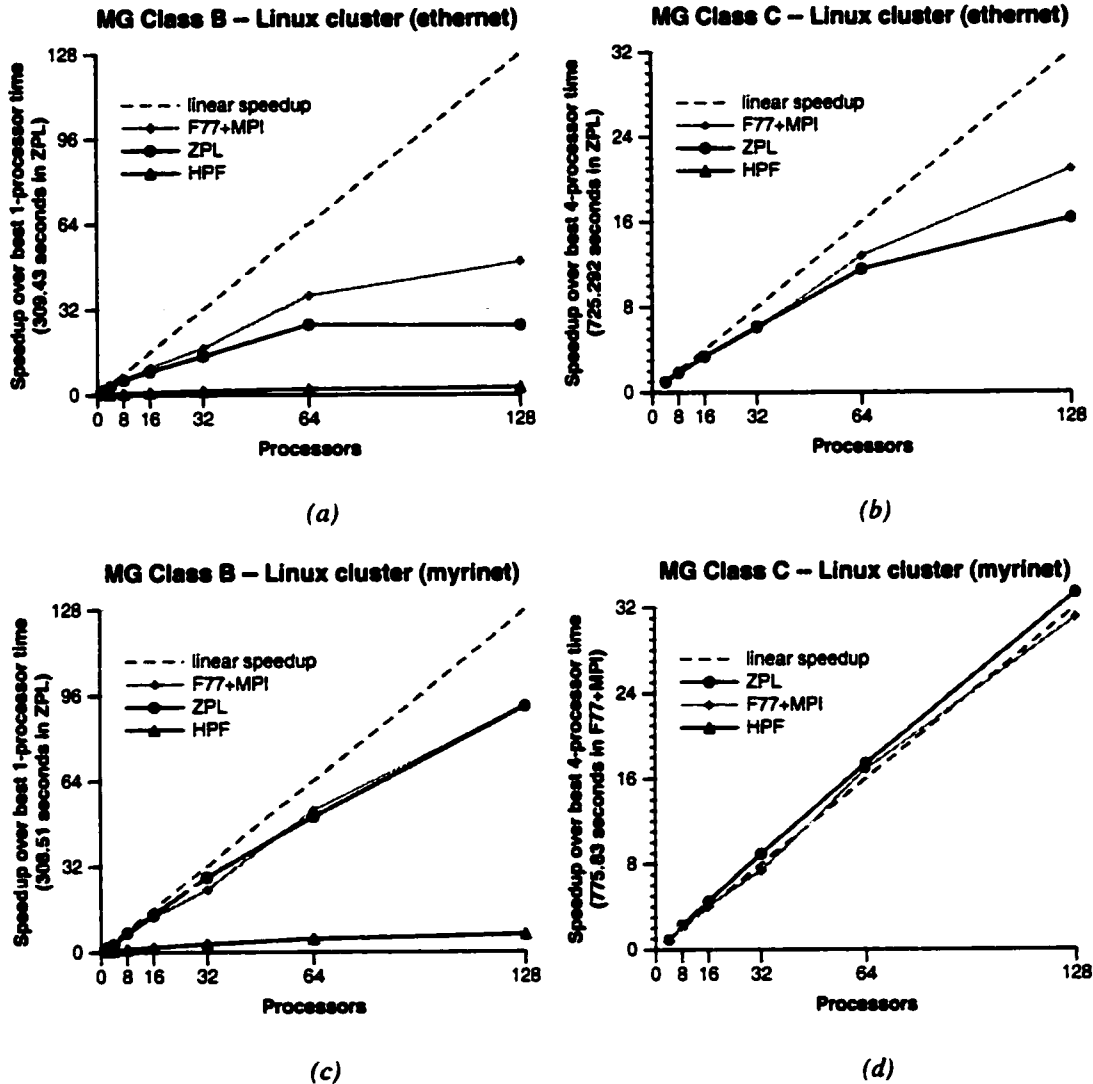 MG Class B -- Linux cluster (ethernet)
Speedup over best 1-processor time
(309.43 seconds in ZPL)
128
96
64
32
0
linear speedup
F77+MPI
ZPL
HPF
0 8 16 32 64 128
Processors
(a)
MG Class C -- Linux cluster (ethernet)
Speedup over best 4-processor time
(725.292 seconds in ZPL)
32
24
16
8
0
linear speedup
F77+MPI
ZPL
HPF
0 8 16 32 64 128
Processors
(b)
MG Class B -- Linux cluster (myrinet)
Speedup over best 1-processor time
(308.51 seconds in ZPL)
128
96
64
32
0
linear speedup
F77+MPI
ZPL
HPF
0 8 16 32 64 128
Processors
(c)
MG Class C -- Linux cluster (myrinet)
Speedup over best 4-processor time
(775.83 seconds in F77+MPI)
32
24
16
8
0
linear speedup
ZPL
F77+MPI
HPF
0 8 16 32 64 128
Processors
(d)